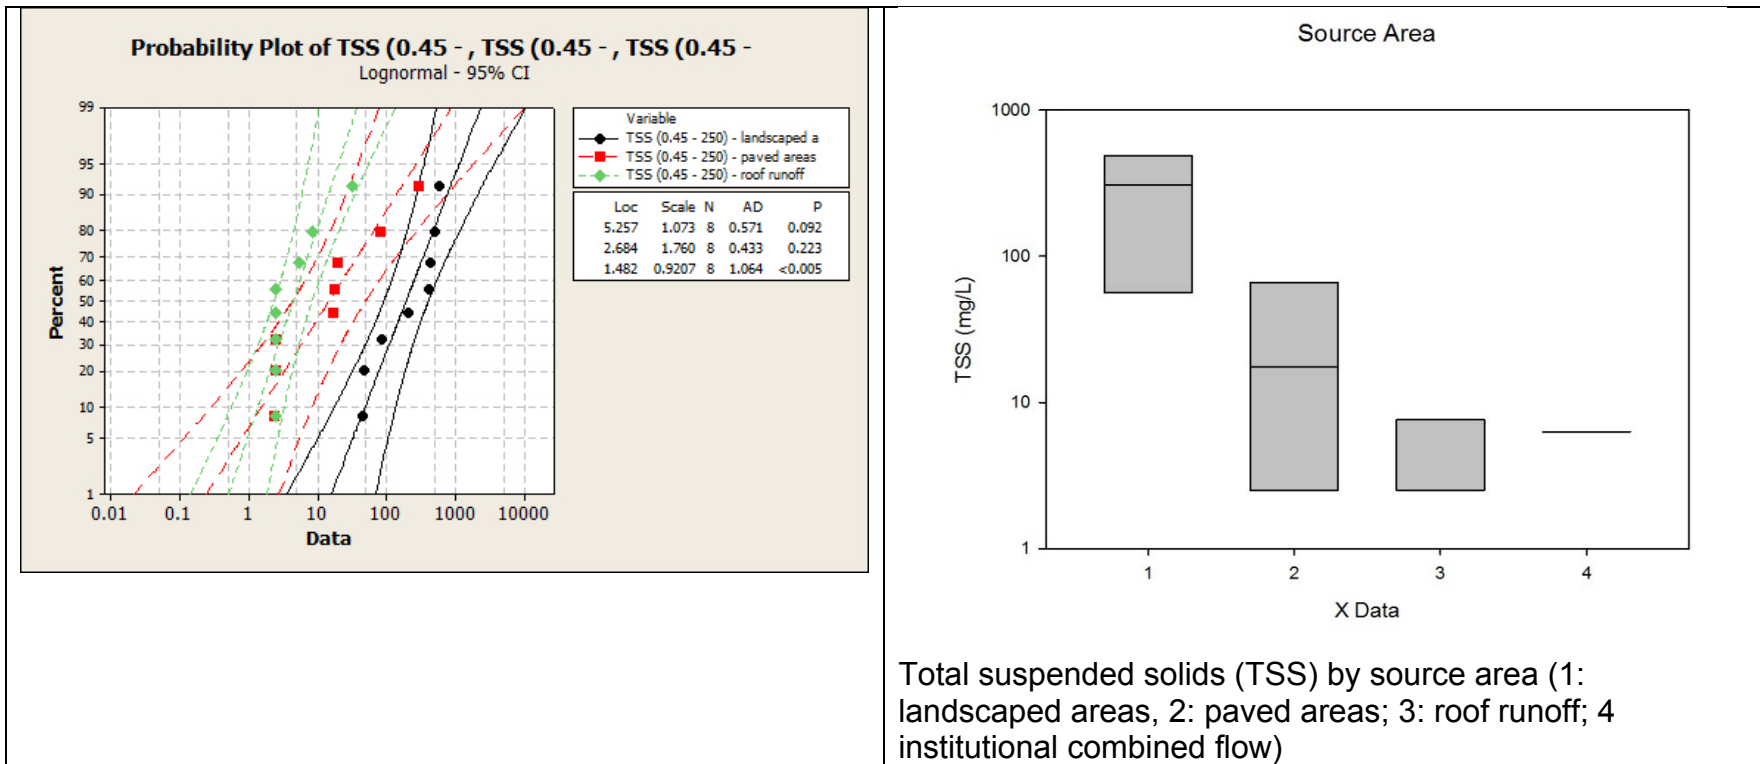 Probability Plot of TSS (0.45 - , TSS (0.45 - , TSS (0.45 -
Lognormal - 95% CI
99
95
90
80
70
60
50
40
30
20
10
5
1
Percent
0.01 0.1 1 10 100 1000 10000
Data
Variable
TSS (0.45 - 250) - landscaped a
TSS (0.45 - 250) - paved areas
TSS (0.45 - 250) - roof runoff
Loc Scale N AD P
5.257 1.073 8 0.571 0.092
2.684 1.760 8 0.433 0.223
1.482 0.9207 8 1.064 <0.005
Source Area
1000
100
10
1
TSS (mg/L)
1 2 3 4
X Data
Total suspended solids (TSS) by source area (1:
landscaped areas, 2: paved areas; 3: roof runoff; 4
institutional combined flow)